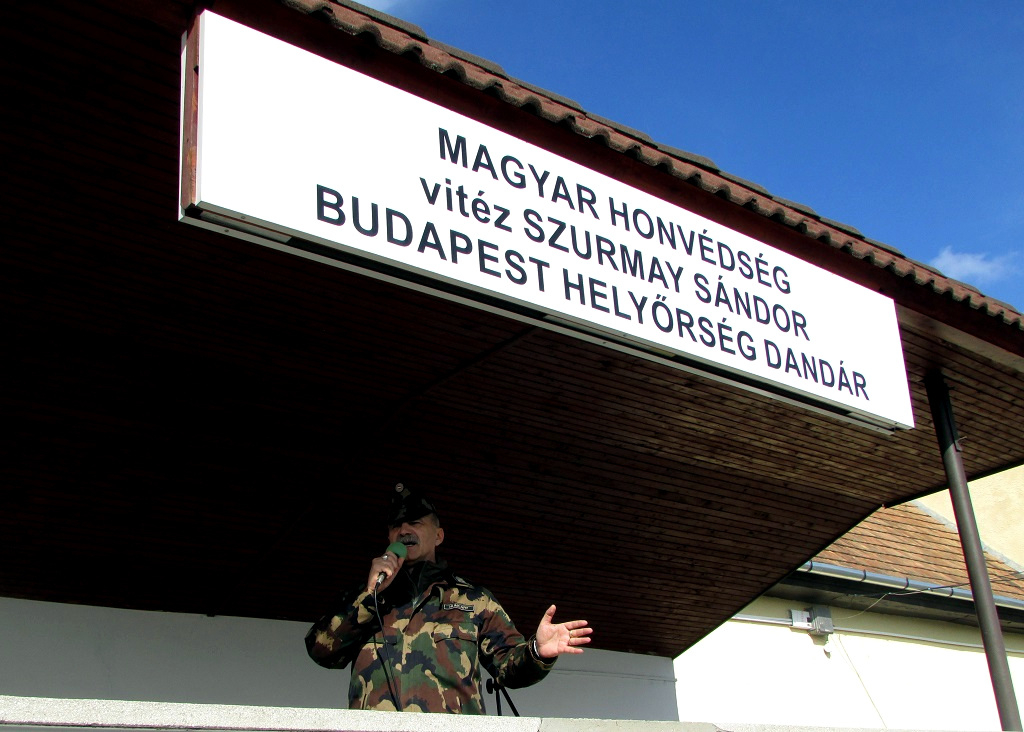 MAGYAR HONVÉDSÉG
vitéz SZURMAY SÁNDOR
BUDAPEST HELYŐRSÉG DANDÁR